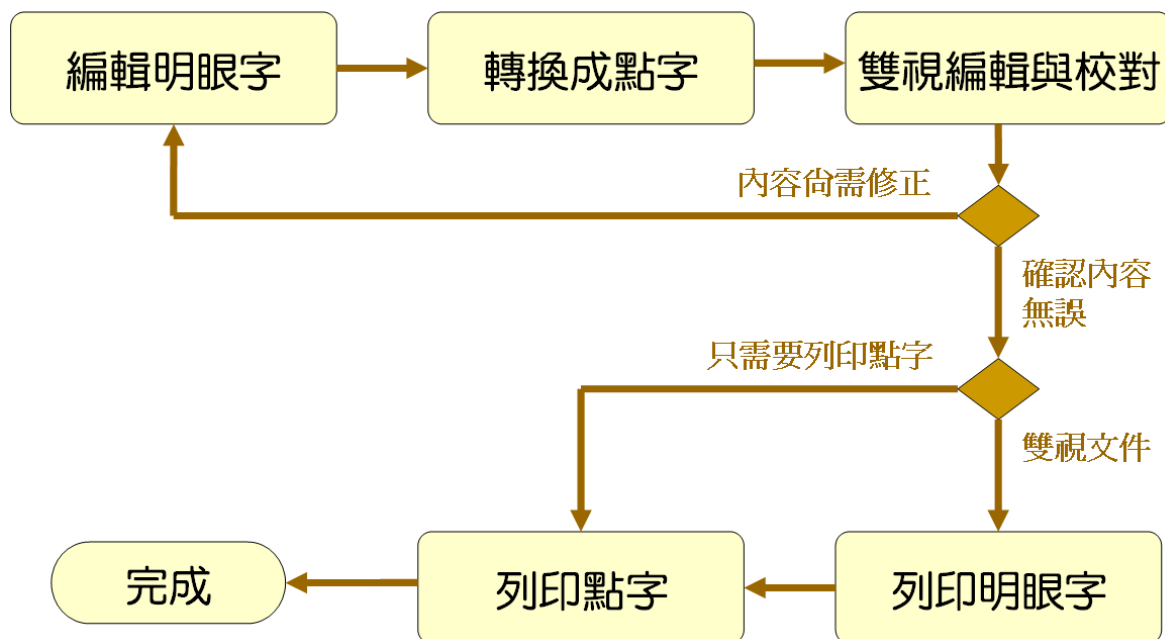 編輯明眼字
轉換成點字
雙視編輯與校對
內容尚需修正
確認內容
無誤
只需要列印點字
雙視文件
完成
列印點字
列印明眼字